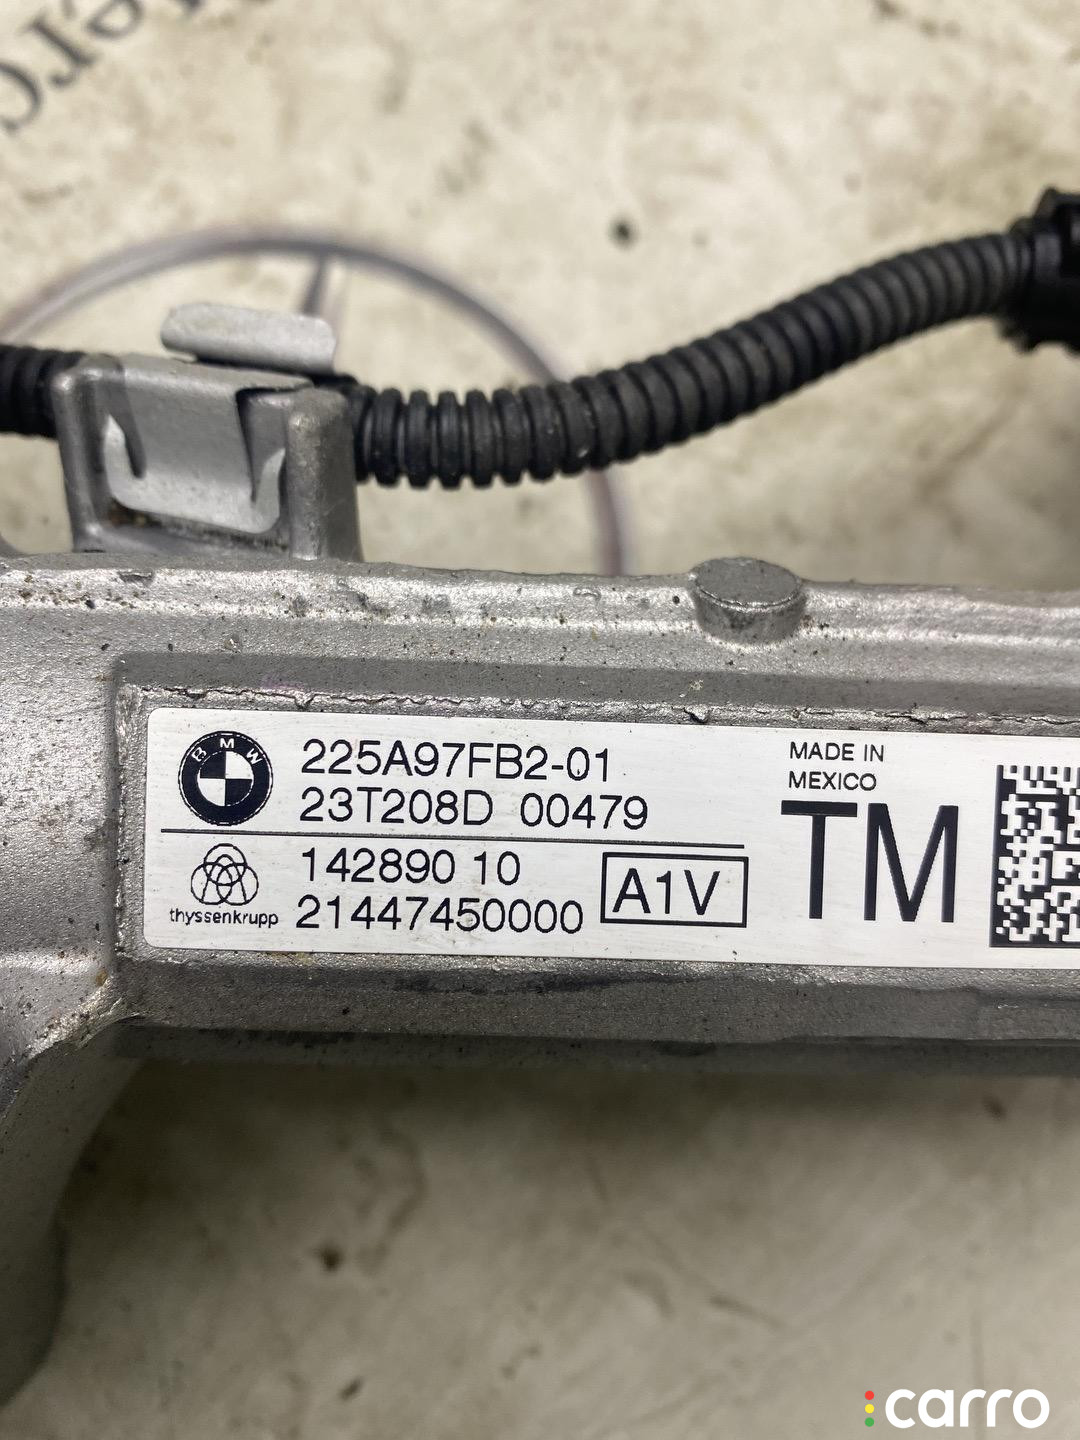 BMW
225A97FB2-01
23T208D 00479
thyssenkrupp
142890 10
21447450000
A1V
MADE IN
MEXICO
TM
carro